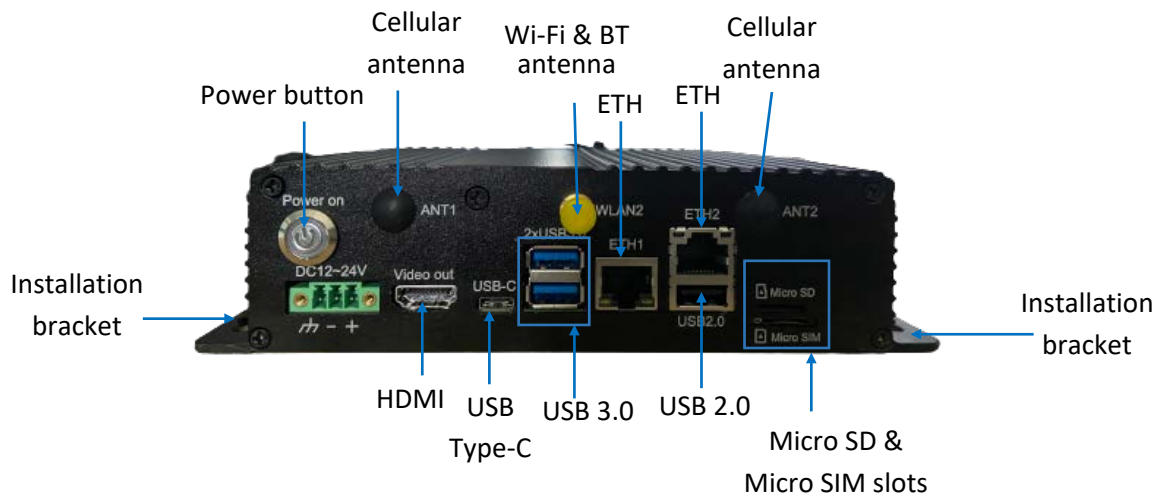 Cellular
antenna
Wi-Fi & BT
antenna
Cellular
antenna
Power button
ETH
ETH
Power on
ANT1
WLAN2
ETH2
ANT2
2xUSB
ETH1
DC12~24V
Video out
USB-C
Micro SD
Installation
bracket
Installation
bracket
- +
USB2.0
Micro SIM
HDMI
USB
Type-C
USB 3.0
USB 2.0
Micro SD &
Micro SIM slots